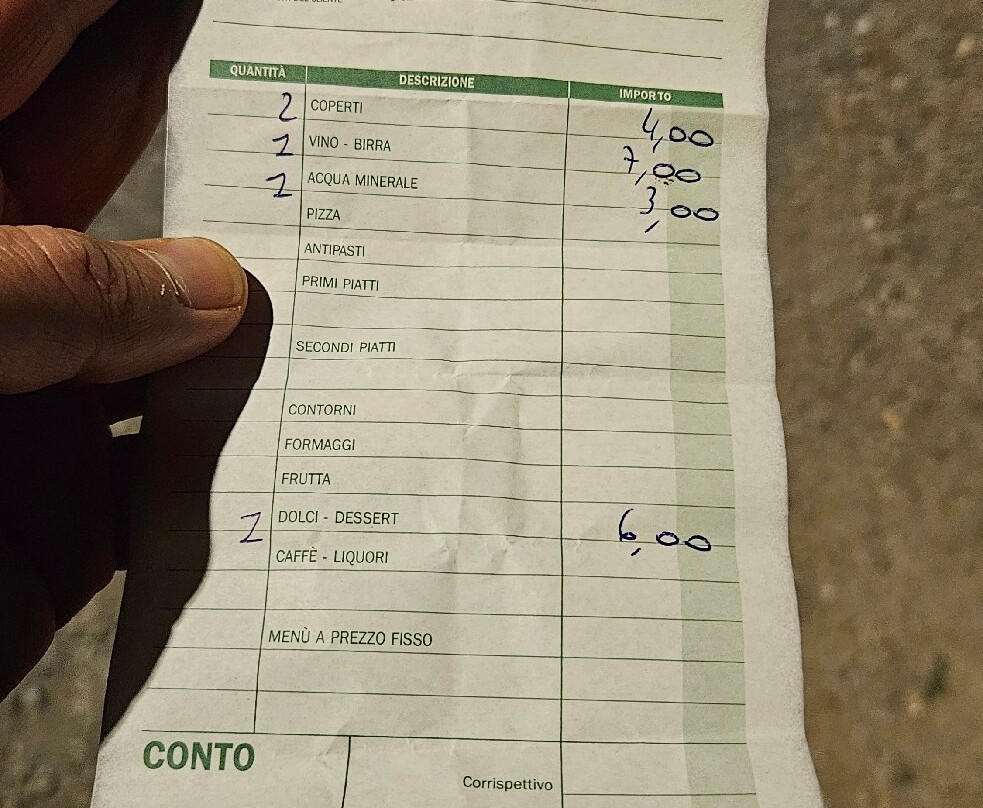 QUANTITÀ DESCRIZIONE IMPORTO
2 COPERTI 4,00
1 VINO - BIRRA 7,00
1 ACQUA MINERALE 3,00
PIZZA
ANTIPASTI
PRIMI PIATTI
SECONDI PIATTI
CONTORNI
FORMAGGI
FRUTTA
1 DOLCI - DESSERT 6,00
CAFFÈ - LIQUORI
MENÙ A PREZZO FISSO
CONTO
Corrispettivo